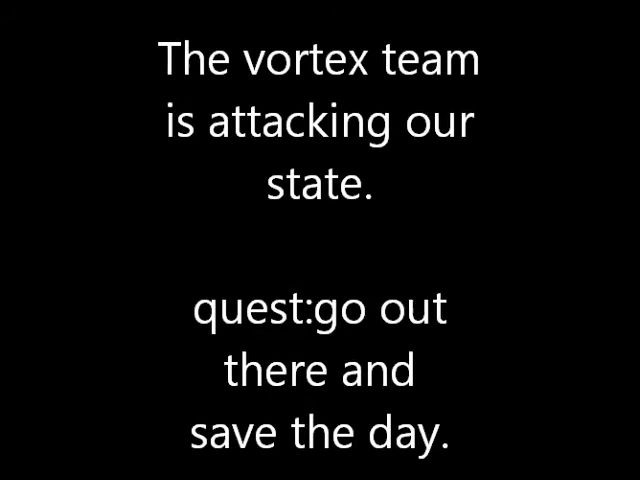 The vortex team
is attacking our
state.
quest:go out
there and
save the day.